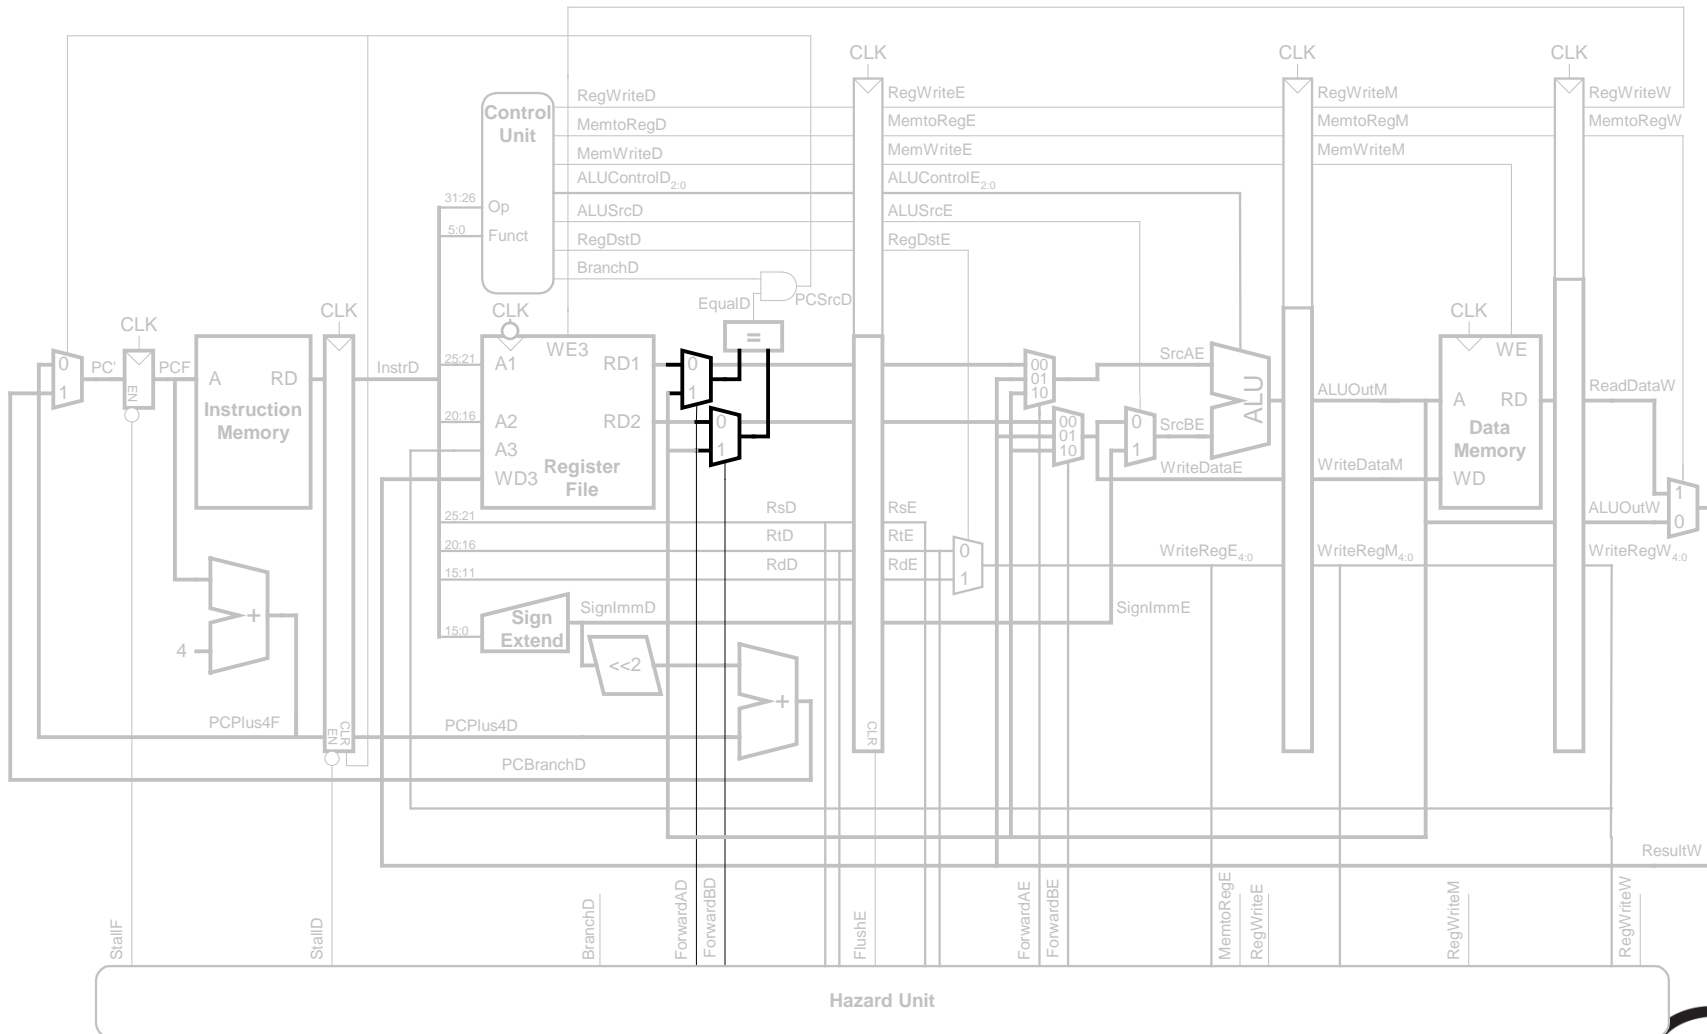 CLK
CLK
CLK
RegWriteD
RegWriteE
RegWriteM
RegWriteW
Control
Unit
MemtoRegD
MemtoRegE
MemtoRegM
MemtoRegW
MemWriteD
MemWriteE
MemWriteM
ALUControlD2:0
ALUControlE2:0
31:26
Op
ALUSrcD
ALUSrcE
5:0
Funct
RegDstD
RegDstE
BranchD
EqualD
PCSrcD
CLK
CLK
CLK
CLK
=
WE3
WE
0
1
PC'
EN
PCF
A
RD
Instruction
Memory
InstrD
25:21
A1
RD1
0
1
00
01
10
SrcAE
ALU
ALUOutM
A
RD
ReadDataW
20:16
A2
RD2
0
1
00
01
10
0
1
SrcBE
Data
Memory
A3
Register
File
WD3
WriteDataE
WriteDataM
WD
1
0
25:21
RsD
RsE
ALUOutW
20:16
RtD
RtE
0
1
WriteRegE4:0
WriteRegM4:0
WriteRegW4:0
15:11
RdD
RdE
15:0
Sign
Extend
SignImmD
SignImmE
+
4
<<2
+
PCPlus4F
EN
CLR
PCPlus4D
CLR
PCBranchD
ResultW
StallF
StallD
BranchD
ForwardAD
ForwardBD
FlushE
ForwardAE
ForwardBE
MemtoRegE
RegWriteE
RegWriteM
RegWriteW
Hazard Unit